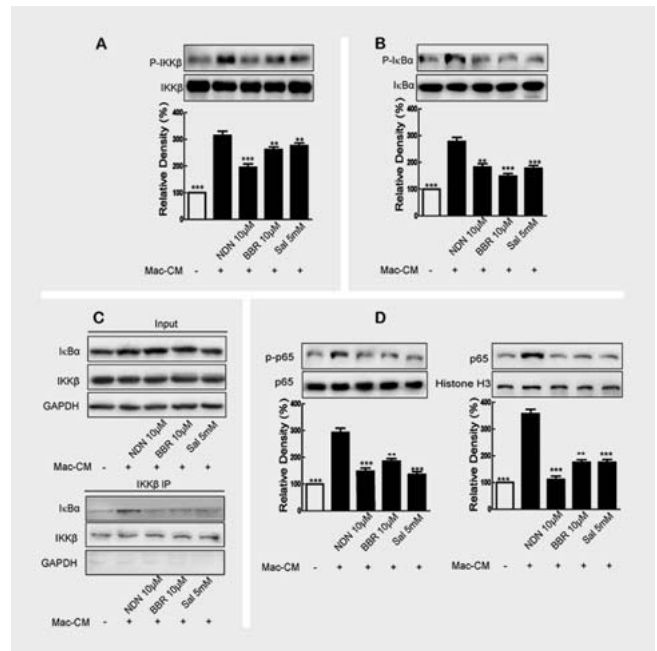 A
P-IKKβ
IKKβ
Relative Density (%)
400
300
200
100
0
***
***
**
**
NDN 10µM
BBR 10µM
Sal 5mM
Mac-CM - + + + +
B
P-IκBα
IκBα
Relative Density (%)
400
300
200
100
0
***
**
***
***
NDN 10µM
BBR 10µM
Sal 5mM
Mac-CM - + + + +
C
Input
IκBα
IKKβ
GAPDH
NDN 10µM
BBR 10µM
Sal 5mM
Mac-CM - + + + +
IKKβ IP
IκBα
IKKβ
GAPDH
NDN 10µM
BBR 10µM
Sal 5mM
Mac-CM - + + + +
D
p-p65
p65
Relative Density (%)
400
300
200
100
0
***
***
**
***
NDN 10µM
BBR 10µM
Sal 5mM
Mac-CM - + + + +
p65
Histone H3
Relative Density (%)
400
300
200
100
0
***
***
**
***
NDN 10µM
BBR 10µM
Sal 5mM
Mac-CM - + + + +